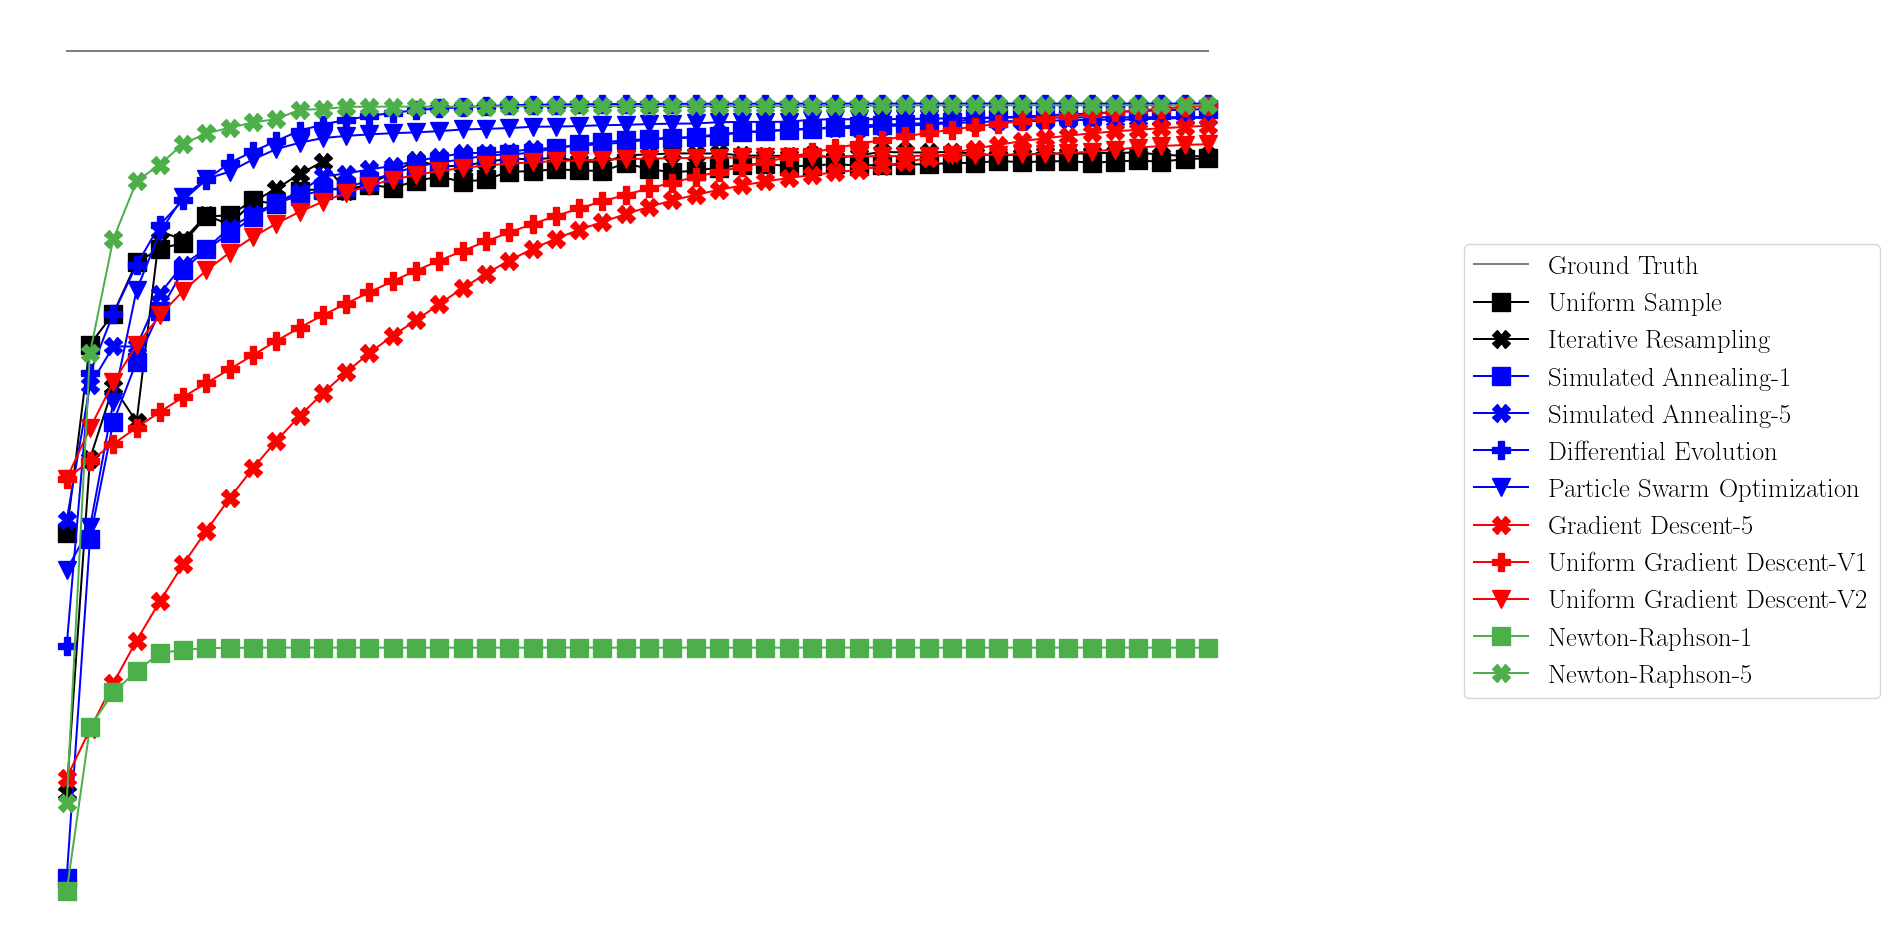 Ground Truth
Uniform Sample
Iterative Resampling
Simulated Annealing-1
Simulated Annealing-5
Differential Evolution
Particle Swarm Optimization
Gradient Descent-5
Uniform Gradient Descent-V1
Uniform Gradient Descent-V2
Newton-Raphson-1
Newton-Raphson-5